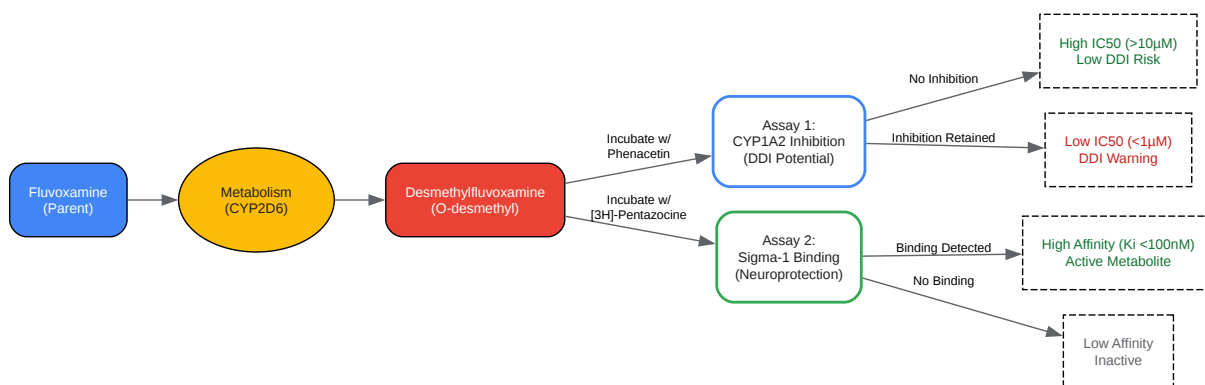 Fluvoxamine
(Parent)
Metabolism
(CYP2D6)
Desmethylfluvoxamine
(O-desmethyl)
Incubate w/
Phenacetin
Incubate w/
[3H]-Pentazocine
Assay 1:
CYP1A2 Inhibition
(DDI Potential)
Assay 2:
Sigma-1 Binding
(Neuroprotection)
No Inhibition
Inhibition Retained
Binding Detected
No Binding
High IC50 (>10µM)
Low DDI Risk
Low IC50 (<1µM)
DDI Warning
High Affinity (Ki <100nM)
Active Metabolite
Low Affinity
Inactive